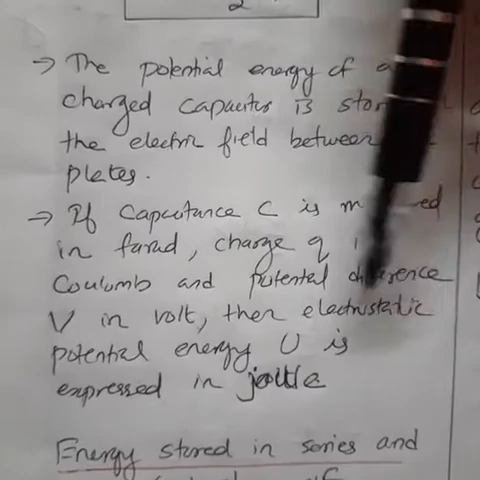 2
→ The potential energy of a
charged capacitor is stor
the electric field between
plates.
→ If Capacitance C is m ed
in farad, charge q i
Coulomb and potential difference
V in volt, then electrostatic
potential energy U is
expressed in joule
Energy stored in series and